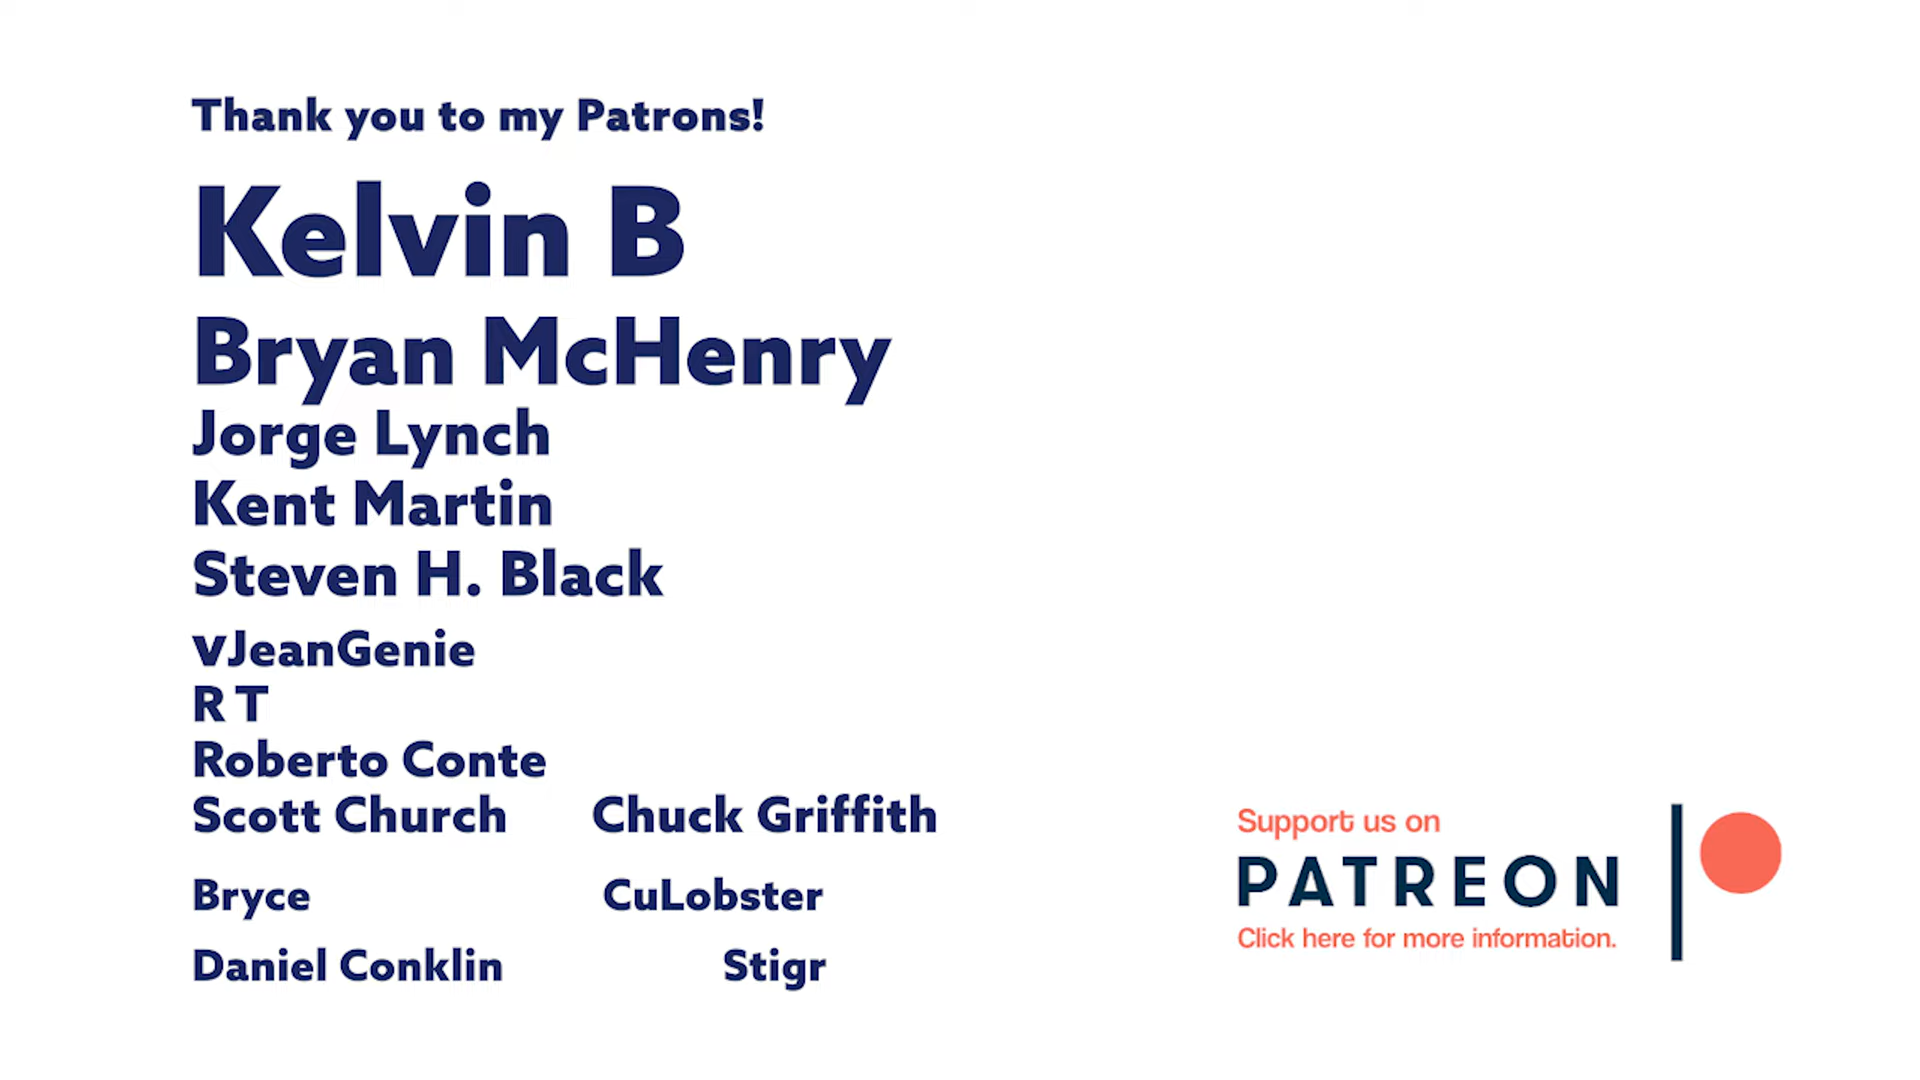 Thank you to my Patrons!
Kelvin B
Bryan McHenry
Jorge Lynch
Kent Martin
Steven H. Black
vJeanGenie
R T
Roberto Conte
Scott Church Chuck Griffith
Bryce CuLobster
Daniel Conklin Stigr
Support us on
PATREON
Click here for more information.